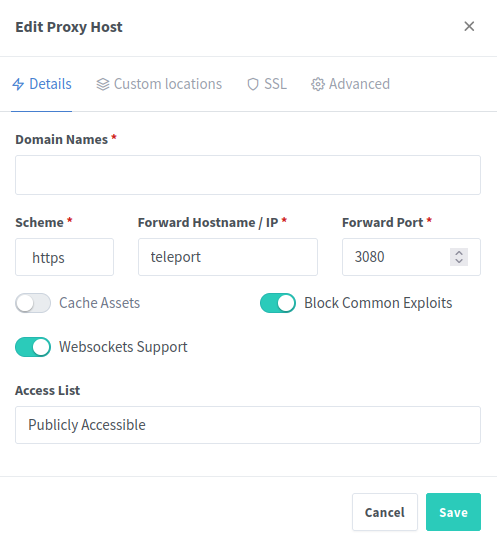 Edit Proxy Host ×
Details Custom locations SSL Advanced
Domain Names *
Scheme * Forward Hostname / IP * Forward Port *
https teleport 3080
Cache Assets Block Common Exploits
Websockets Support
Access List
Publicly Accessible
Cancel Save